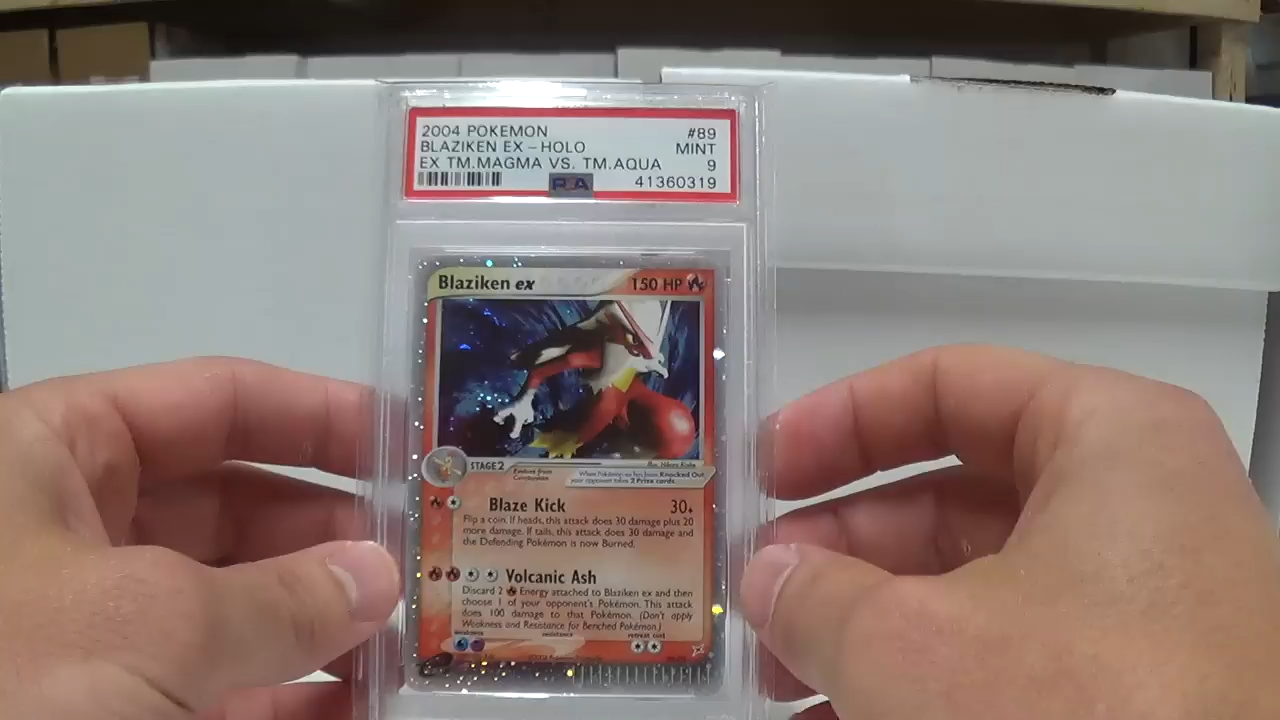 2004 POKEMON #89
BLAZIKEN EX - HOLO MINT
EX TM.MAGMA VS. TM.AQUA 9
PSA 41360319
Blaziken ex 150 HP
STAGE 2 Evolves from Combusken
Illus. Hikaru Koike
When Pokémon-ex has been Knocked Out,
your opponent takes 2 Prize cards.
Blaze Kick 30+
Flip a coin. If heads, this attack does 30 damage plus 20
more damage. If tails, this attack does 30 damage and
the Defending Pokémon is now Burned.
Volcanic Ash
Discard 2 Energy attached to Blaziken ex and then
choose 1 of your opponent's Pokémon. This attack
does 100 damage to that Pokémon. (Don't apply
Weakness and Resistance for Benched Pokémon.)
weakness resistance retreat cost